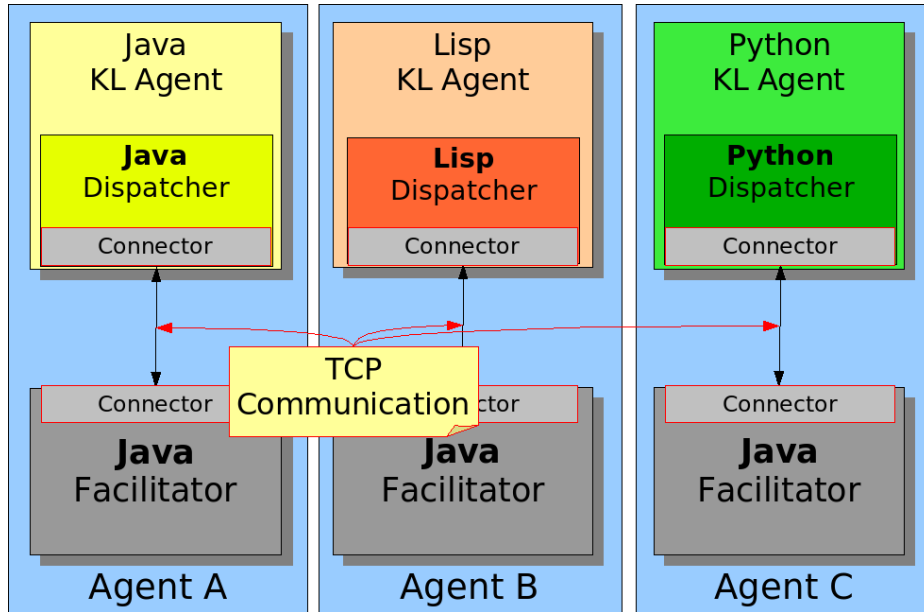 Java
KL Agent
Java
Dispatcher
Connector
Lisp
KL Agent
Lisp
Dispatcher
Connector
Python
KL Agent
Python
Dispatcher
Connector
TCP
Communication
Connector
Java
Facilitator
Agent A
ctor
Java
Facilitator
Agent B
Connector
Java
Facilitator
Agent C